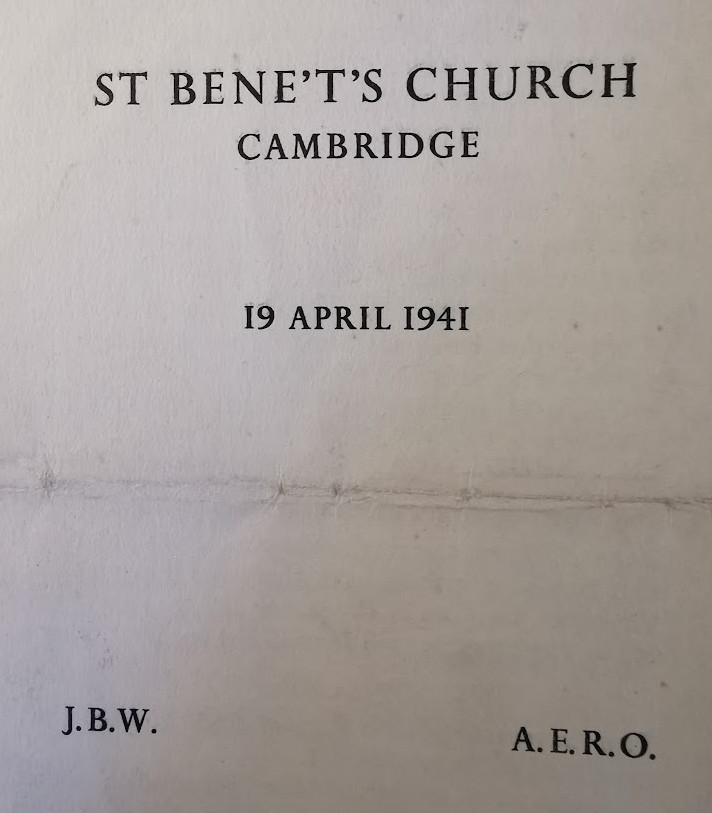 ST BENE’T’S CHURCH
CAMBRIDGE
19 APRIL 1941
J.B.W.
A.E.R.O.